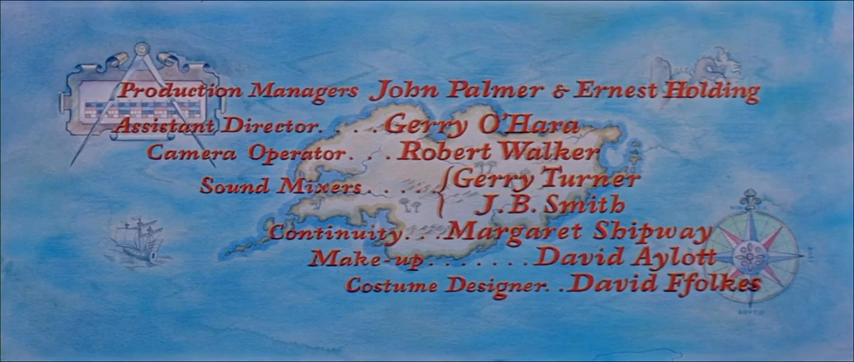 Production Managers John Palmer & Ernest Holding
Assistant Director. . . . .Gerry O'Hara
Camera Operator. . . Robert Walker
Sound Mixers. . . . . {Gerry Turner
J.B. Smith
Continuity. . . Margaret Shipway
Make-up. . . . . . . David Aylott
Costume Designer. . David Ffolkes